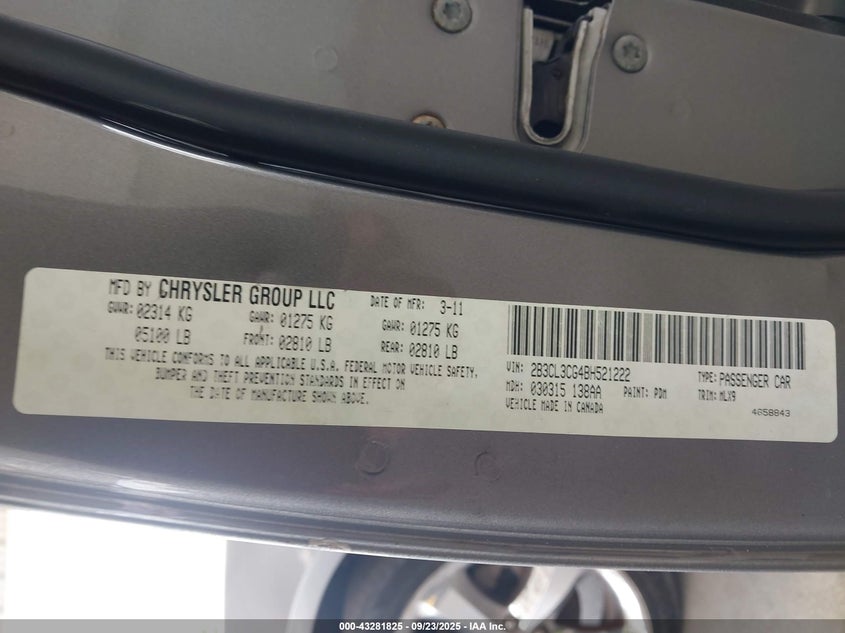 MFD BY CHRYSLER GROUP LLC DATE OF MFR: 3-11
GVWR: 02314 KG GAWR: 01275 KG GAWR: 01275 KG
05100 LB FRONT: 02810 LB REAR: 02810 LB
THIS VEHICLE CONFORMS TO ALL APPLICABLE U.S.A. FEDERAL MOTOR VEHICLE SAFETY,
BUMPER AND THEFT PREVENTION STANDARDS IN EFFECT ON
THE DATE OF MANUFACTURE SHOWN ABOVE.
VIN: 2B3CL3CG4BH521222 TYPE: PASSENGER CAR
MDH: 030315 138AA PAINT: PDM TRIM: MLX9
VEHICLE MADE IN CANADA 4658843
000-43281825 - 09/23/2025 - IAA Inc.